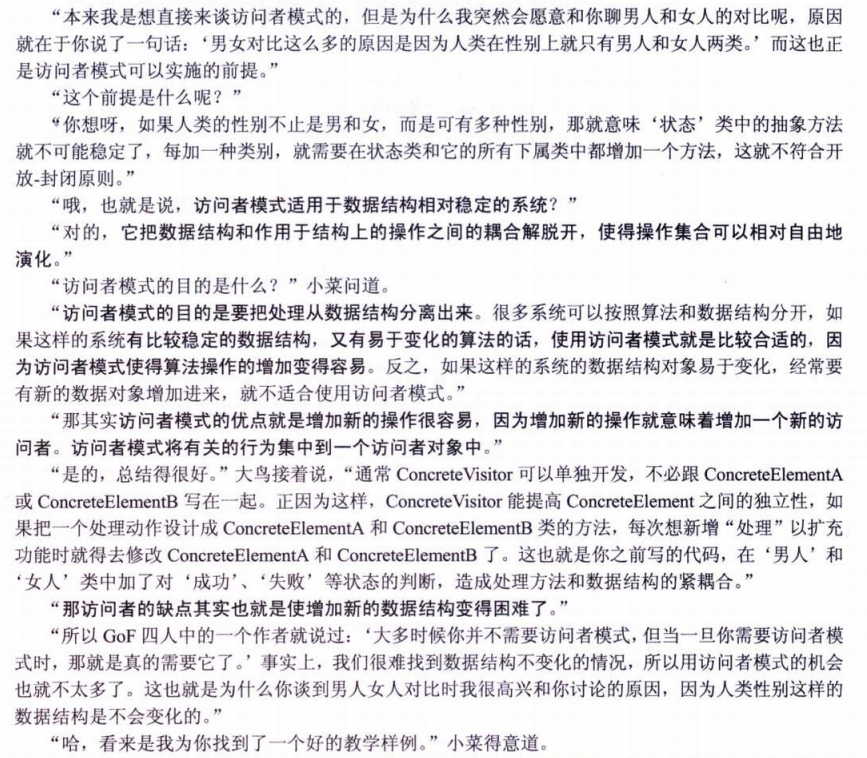 “本来我是想直接来谈访问者模式的，但是为什么我突然会愿意和你聊男人和女人的对比呢，原因
就在于你说了一句话：‘男女对比这么多的原因是因为人类在性别上就只有男人和女人两类。’而这也正
是访问者模式可以实施的前提。”
“这个前提是什么呢？”
“你想呀，如果人类的性别不止是男和女，而是可有多种性别，那就意味‘状态’类中的抽象方法
就不可能稳定了，每加一种类别，就需要在状态类和它的所有下属类中都增加一个方法，这就不符合开
放-封闭原则。”
“哦，也就是说，访问者模式适用于数据结构相对稳定的系统？”
“对的，它把数据结构和作用于结构上的操作之间的耦合解脱开，使得操作集合可以相对自由地
演化。”
“访问者模式的目的是什么？”小菜问道。
“访问者模式的目的是要把处理从数据结构分离出来。很多系统可以按照算法和数据结构分开，如
果这样的系统有比较稳定的数据结构，又有易于变化的算法的话，使用访问者模式就是比较合适的，因
为访问者模式使得算法操作的增加变得容易。反之，如果这样的系统的数据结构对象易于变化，经常要
有新的数据对象增加进来，就不适合使用访问者模式。”
“那其实访问者模式的优点就是增加新的操作很容易，因为增加新的操作就意味着增加一个新的访
问者。访问者模式将有关的行为集中到一个访问者对象中。”
“是的，总结得很好。”大鸟接着说，“通常 ConcreteVisitor 可以单独开发，不必跟 ConcreteElementA
或 ConcreteElementB 写在一起。正因为这样，ConcreteVisitor 能提高 ConcreteElement 之间的独立性，如
果把一个处理动作设计成 ConcreteElementA 和 ConcreteElementB 类的方法，每次想新增“处理”以扩充
功能时就得去修改 ConcreteElementA 和 ConcreteElementB 了。这也就是你之前写的代码，在‘男人’和
‘女人’类中加了对‘成功’、‘失败’等状态的判断，造成处理方法和数据结构的紧耦合。”
“那访问者的缺点其实也就是使增加新的数据结构变得困难了。”
“所以 GoF 四人中的一个作者就说过：‘大多时候你并不需要访问者模式，但当一旦你需要访问者模
式时，那就是真的需要它了。’事实上，我们很难找到数据结构不变化的情况，所以用访问者模式的机会
也就不太多了。这也就是为什么你谈到男人女人对比时我很高兴和你讨论的原因，因为人类性别这样的
数据结构是不会变化的。”
“哈，看来是我为你找到了一个好的教学样例。”小菜得意道。